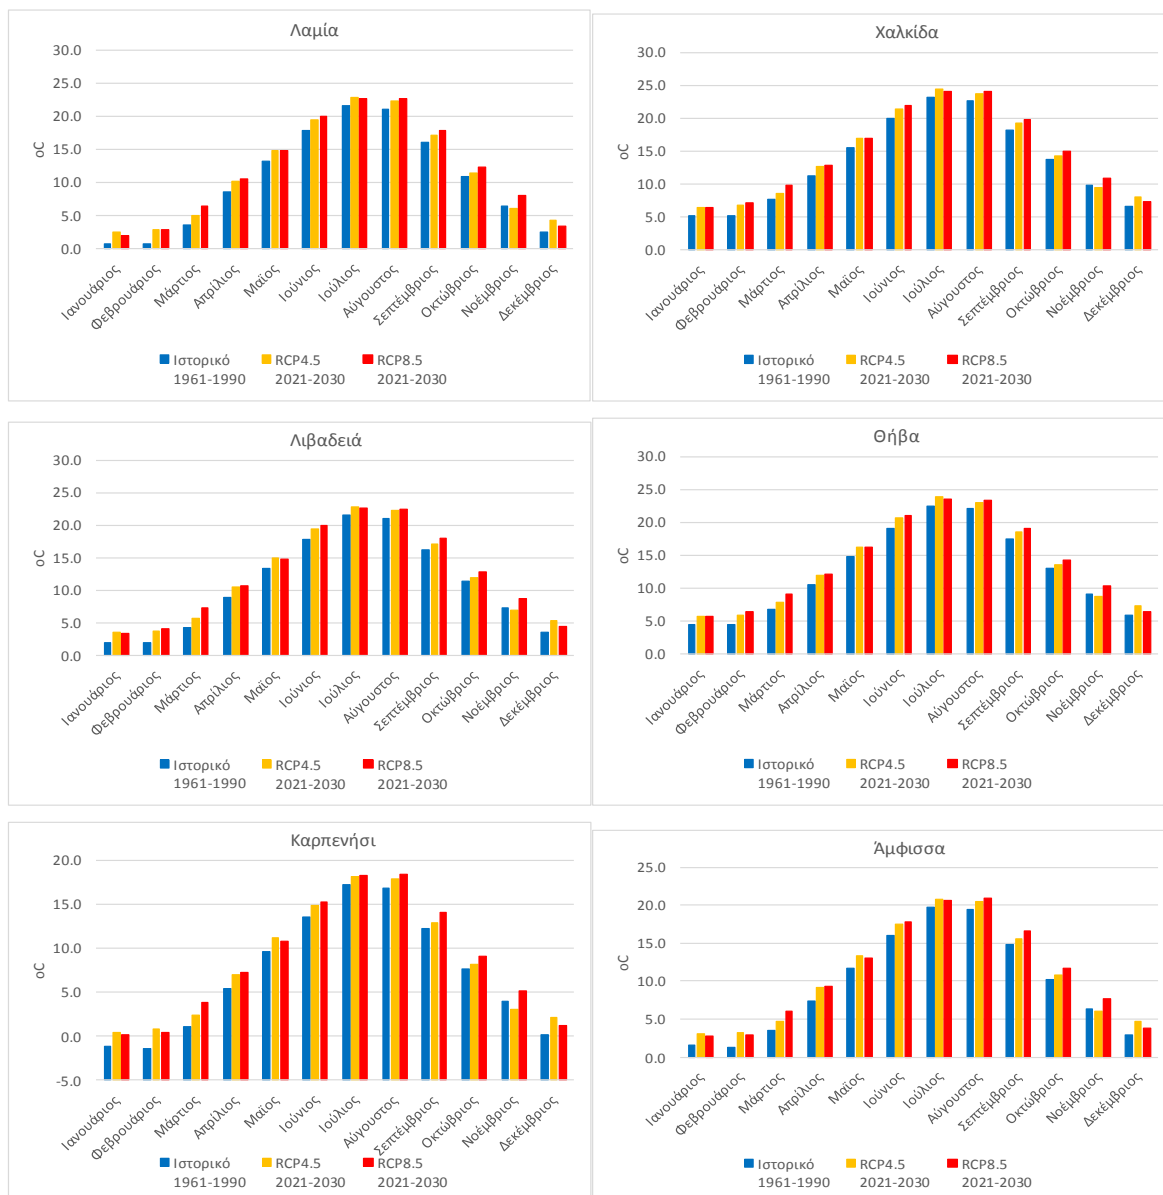 Λαμία
30.0
25.0
20.0
15.0
10.0
5.0
0.0
oC
Ιανουάριος
Φεβρουάριος
Μάρτιος
Απρίλιος
Μαϊος
Ιούνιος
Ιούλιος
Αύγουστος
Σεπτέμβριος
Οκτώβριος
Νοέμβριος
Δεκέμβριος
Ιστορικό RCP4.5 RCP8.5
1961-1990 2021-2030 2021-2030
Χαλκίδα
30.0
25.0
20.0
15.0
10.0
5.0
0.0
oC
Ιανουάριος
Φεβρουάριος
Μάρτιος
Απρίλιος
Μαϊος
Ιούνιος
Ιούλιος
Αύγουστος
Σεπτέμβριος
Οκτώβριος
Νοέμβριος
Δεκέμβριος
Ιστορικό RCP4.5 RCP8.5
1961-1990 2021-2030 2021-2030
Λιβαδειά
30.0
25.0
20.0
15.0
10.0
5.0
0.0
oC
Ιανουάριος
Φεβρουάριος
Μάρτιος
Απρίλιος
Μαϊος
Ιούνιος
Ιούλιος
Αύγουστος
Σεπτέμβριος
Οκτώβριος
Νοέμβριος
Δεκέμβριος
Ιστορικό RCP4.5 RCP8.5
1961-1990 2021-2030 2021-2030
Θήβα
30.0
25.0
20.0
15.0
10.0
5.0
0.0
oC
Ιανουάριος
Φεβρουάριος
Μάρτιος
Απρίλιος
Μαϊος
Ιούνιος
Ιούλιος
Αύγουστος
Σεπτέμβριος
Οκτώβριος
Νοέμβριος
Δεκέμβριος
Ιστορικό RCP4.5 RCP8.5
1961-1990 2021-2030 2021-2030
Καρπενήσι
20.0
15.0
10.0
5.0
0.0
-5.0
oC
Ιανουάριος
Φεβρουάριος
Μάρτιος
Απρίλιος
Μαϊος
Ιούνιος
Ιούλιος
Αύγουστος
Σεπτέμβριος
Οκτώβριος
Νοέμβριος
Δεκέμβριος
Ιστορικό RCP4.5 RCP8.5
1961-1990 2021-2030 2021-2030
Άμφισσα
25.0
20.0
15.0
10.0
5.0
0.0
oC
Ιανουάριος
Φεβρουάριος
Μάρτιος
Απρίλιος
Μαϊος
Ιούνιος
Ιούλιος
Αύγουστος
Σεπτέμβριος
Οκτώβριος
Νοέμβριος
Δεκέμβριος
Ιστορικό RCP4.5 RCP8.5
1961-1990 2021-2030 2021-2030